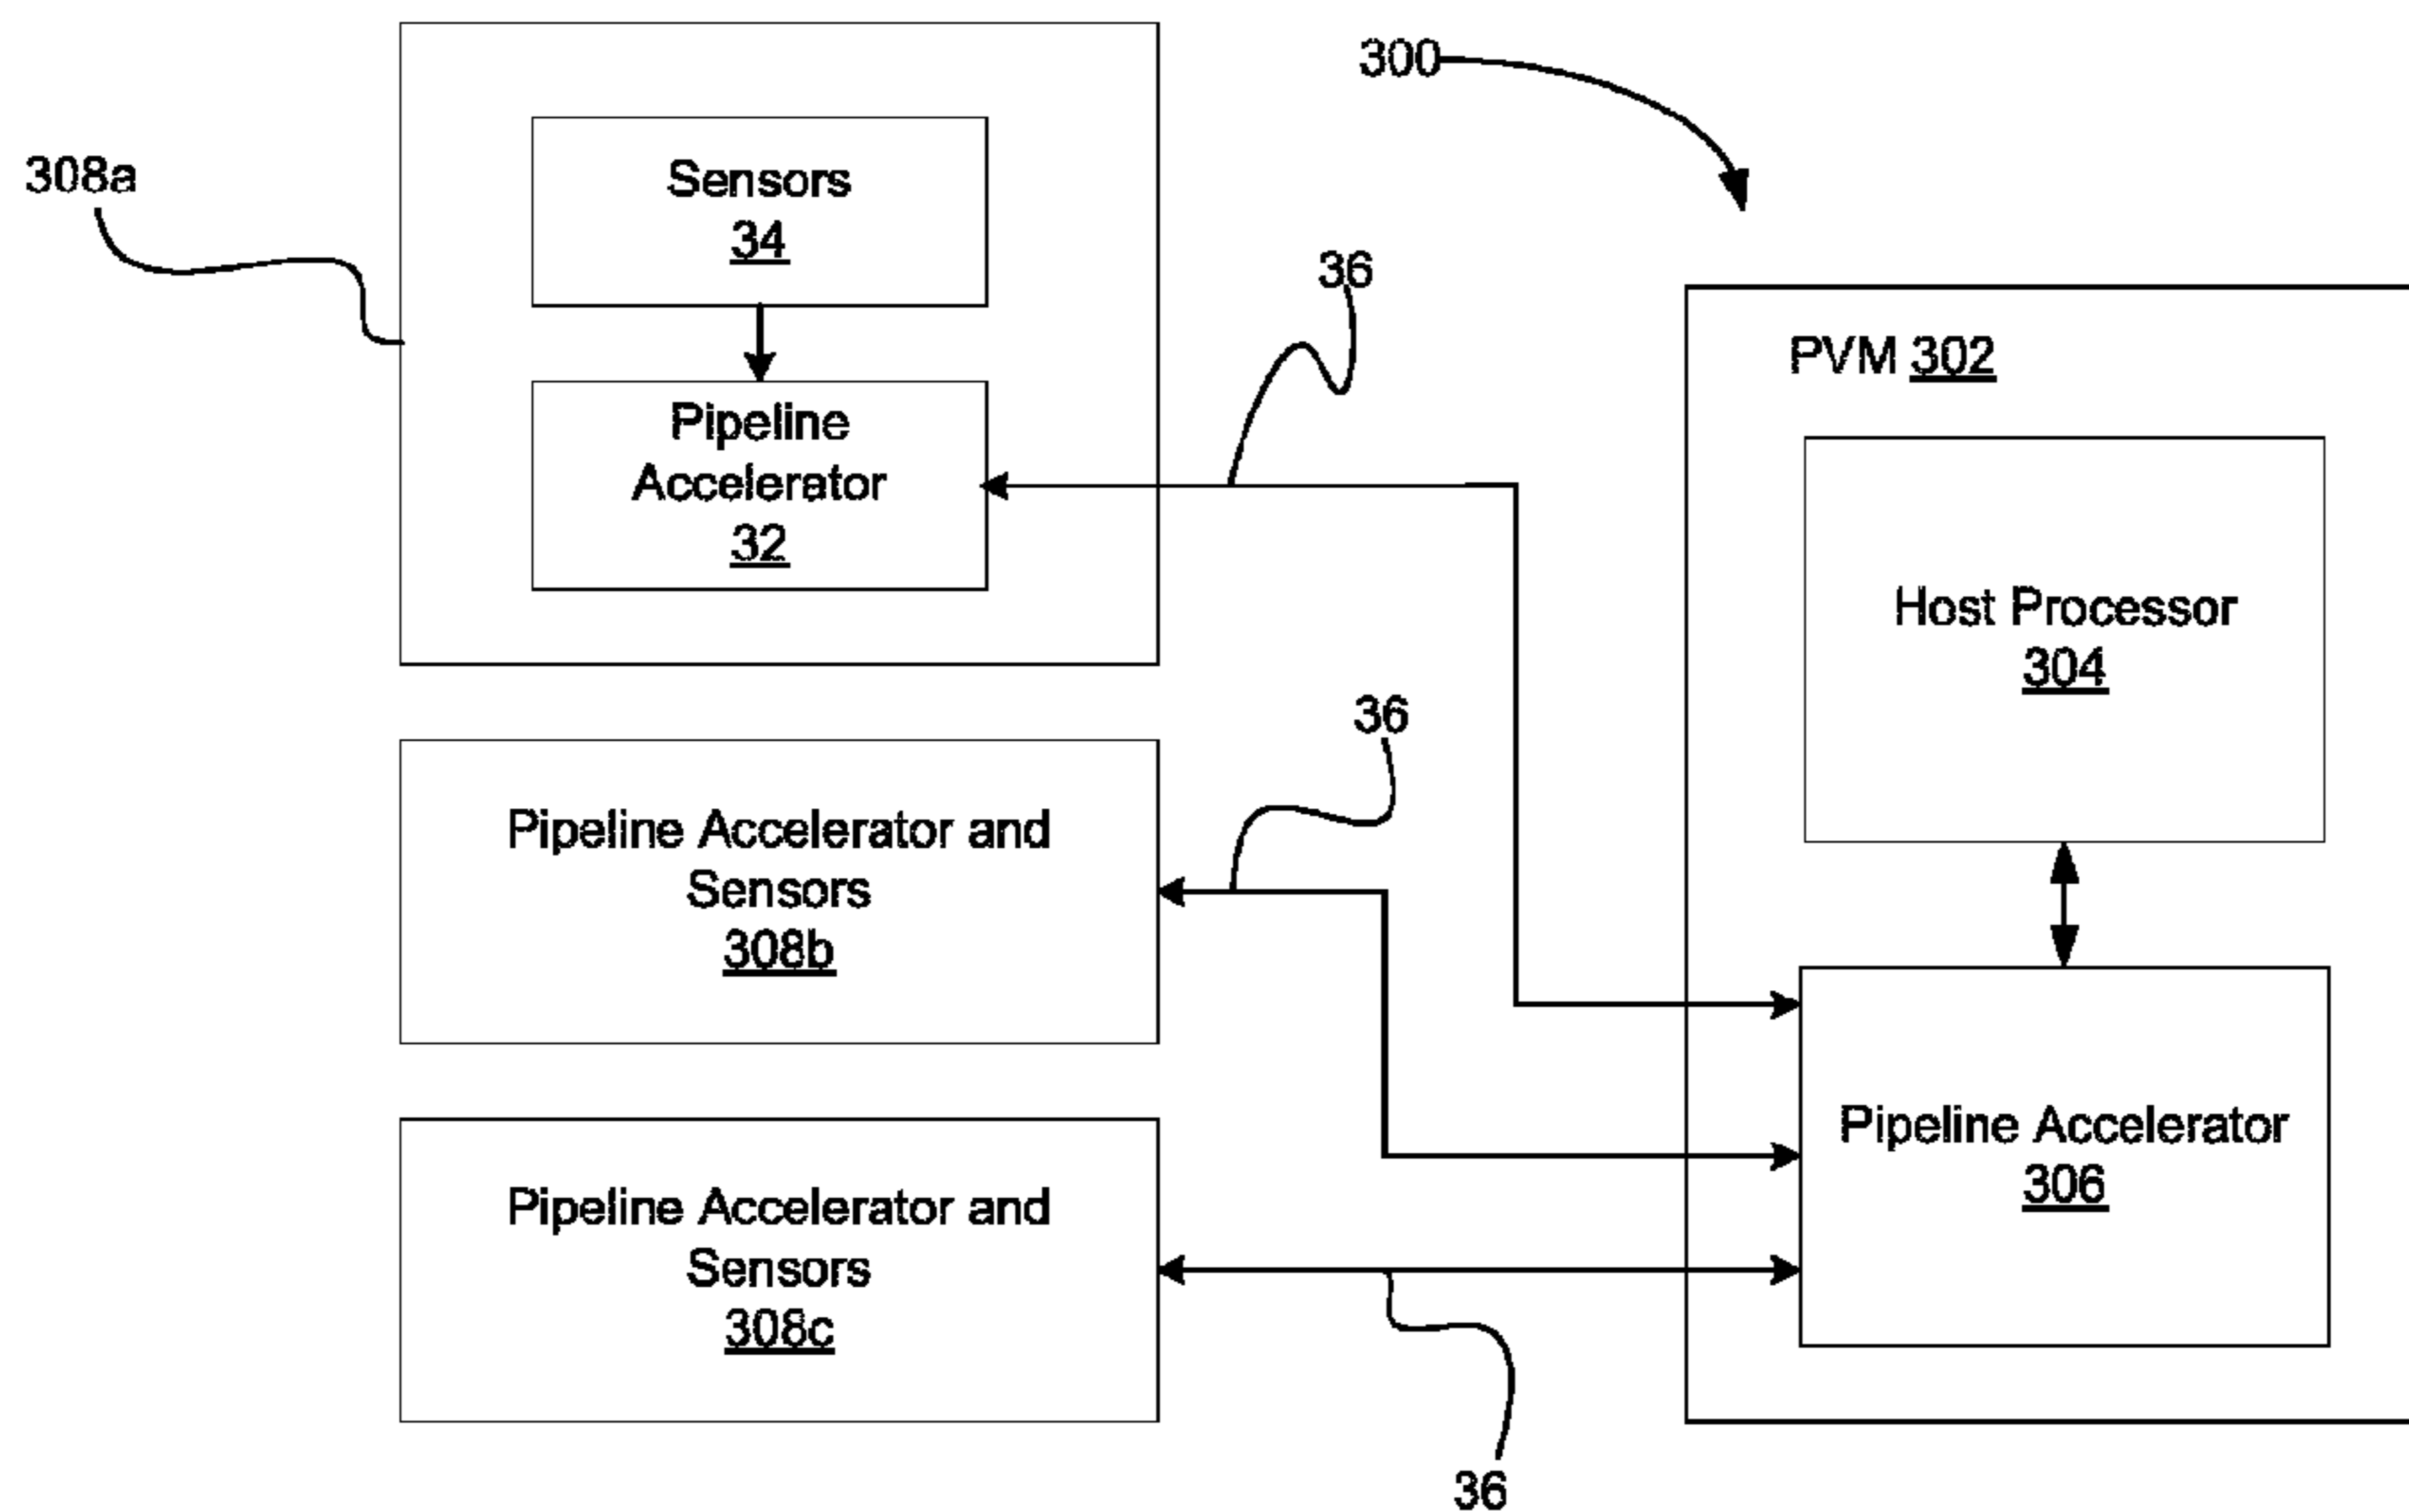 300
308a
Sensors
34
36
PVM 302
Pipeline
Accelerator
32
Host Processor
304
36
Pipeline Accelerator and
Sensors
308b
Pipeline Accelerator
306
Pipeline Accelerator and
Sensors
308c
36